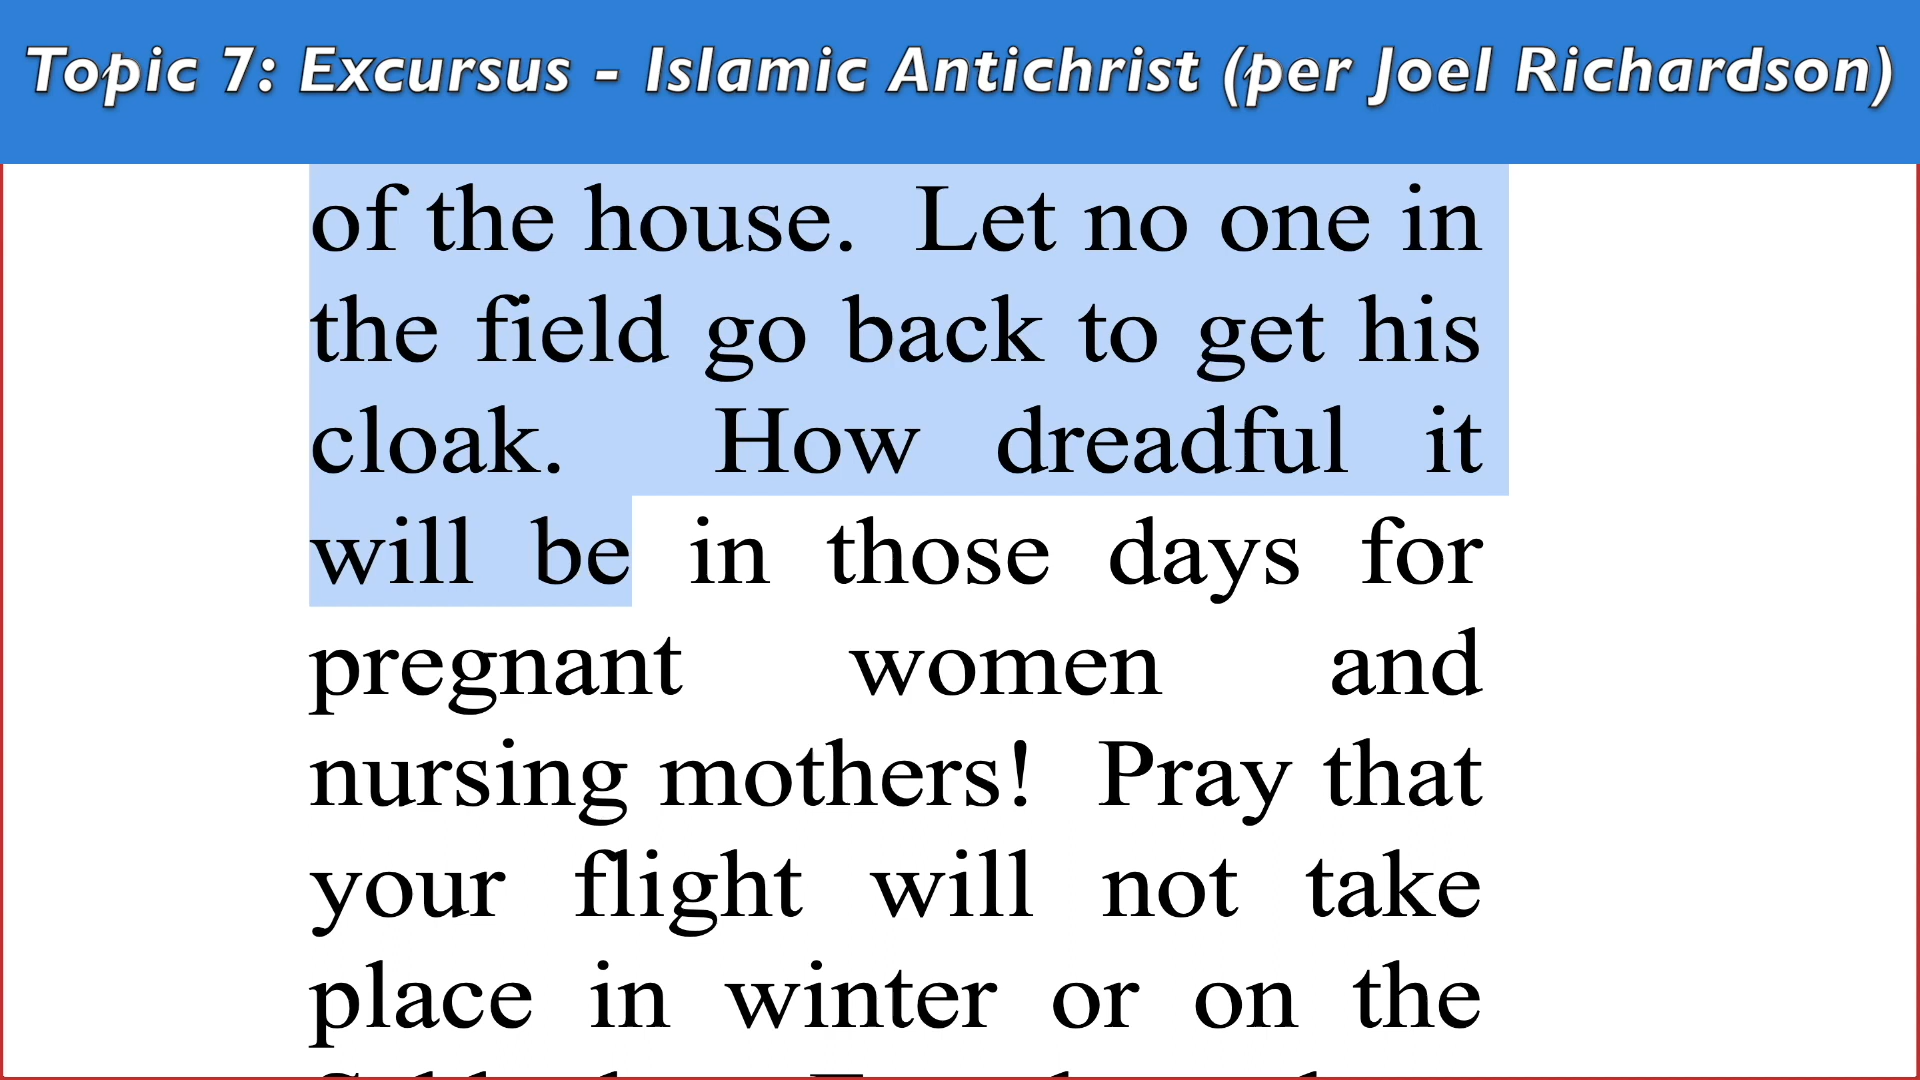 Topic 7: Excursus - Islamic Antichrist (per Joel Richardson)
of the house.  Let no one in
the field go back to get his
cloak.  How dreadful it
will be in those days for
pregnant women and
nursing mothers!  Pray that
your flight will not take
place in winter or on the